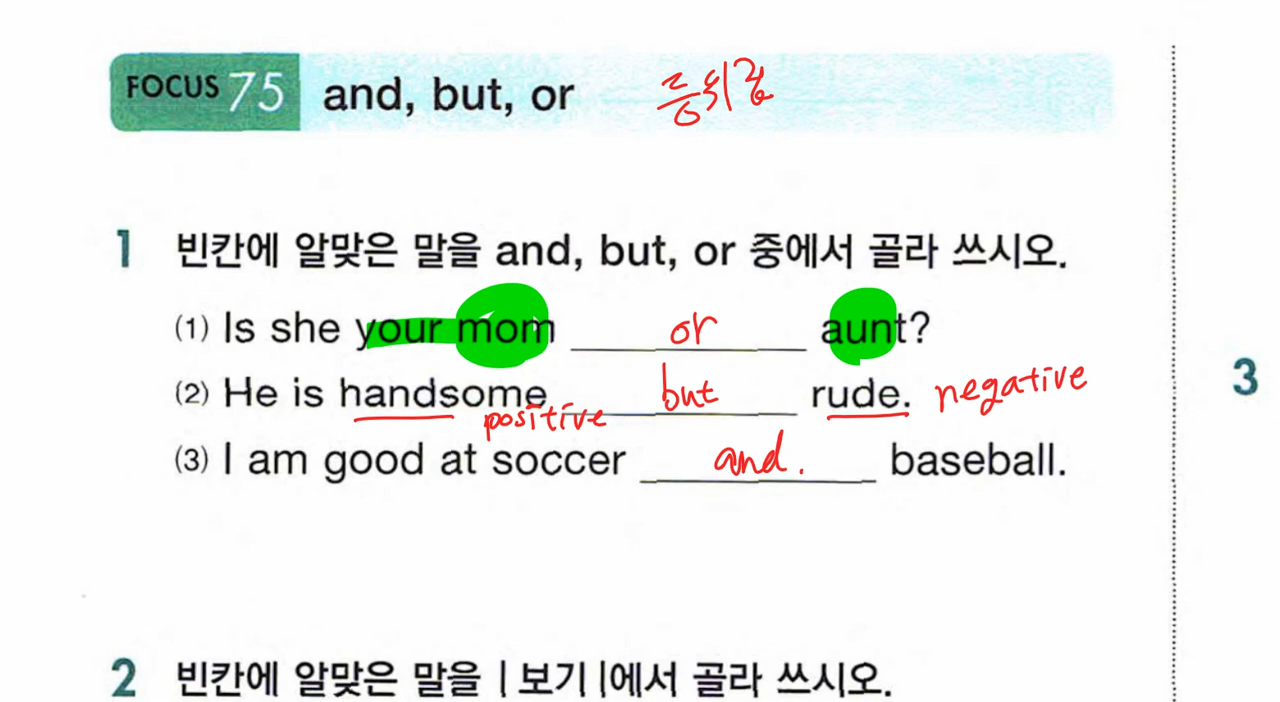 FOCUS 75 and, but, or
1 빈칸에 알맞은 말을 and, but, or 중에서 골라 쓰시오.
(1) Is she your mom or aunt?
(2) He is handsome but rude. negative
positive
(3) I am good at soccer and. baseball.
3
2 빈칸에 알맞은 말을 | 보기 |에서 골라 쓰시오.